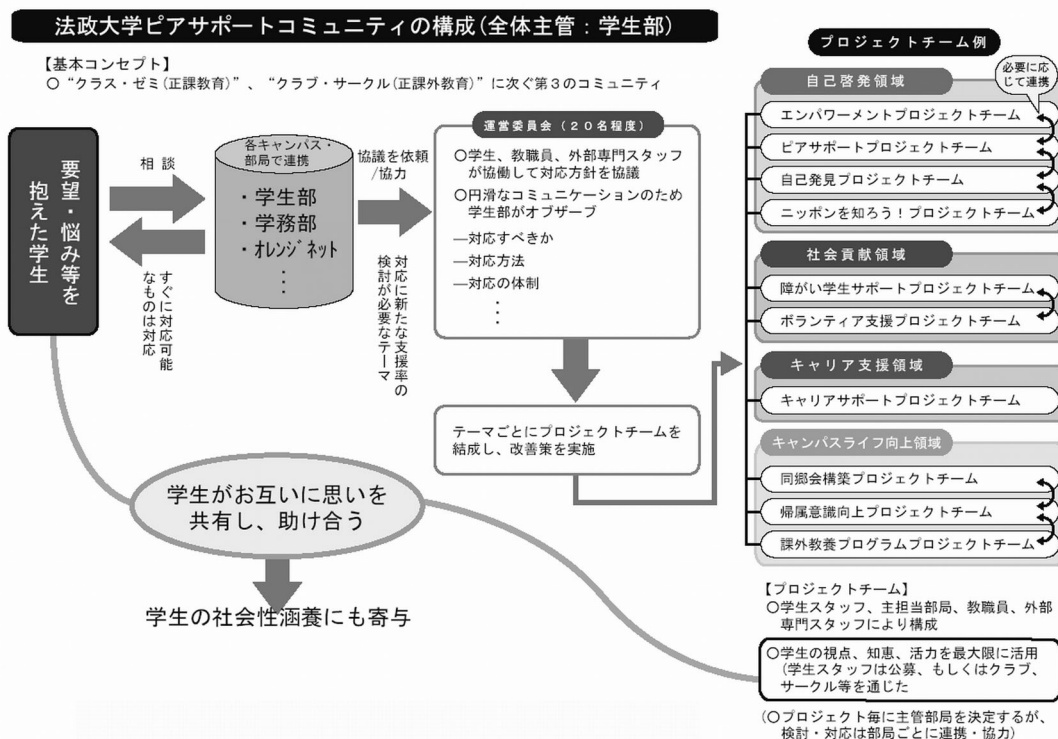 法政大学ピアサポートコミュニティの構成(全体主管：学生部)
【基本コンセプト】
○ “クラス・ゼミ(正課教育)”、“クラブ・サークル(正課外教育)”に次ぐ第３のコミュニティ
要望・悩み等を
抱えた学生
相談
すぐに対応可能
なものは対応
各キャンパス・
部局で連携
・学生部
・学務部
・オレンジネット
⋮
協議を依頼
/協力
対応に新たな支援率の
検討が必要なテーマ
運営委員会（２０名程度）
○学生、教職員、外部専門スタッフ
が協働して対応方針を協議
○円滑なコミュニケーションのため
学生部がオブザーブ
―対応すべきか
―対応方法
―対応の体制
⋮
テーマごとにプロジェクトチームを
結成し、改善策を実施
学生がお互いに思いを
共有し、助け合う
学生の社会性涵養にも寄与
プロジェクトチーム例
必要に応
じて連携
自己啓発領域
エンパワーメントプロジェクトチーム
ピアサポートプロジェクトチーム
自己発見プロジェクトチーム
ニッポンを知ろう！プロジェクトチーム
社会貢献領域
障がい学生サポートプロジェクトチーム
ボランティア支援プロジェクトチーム
キャリア支援領域
キャリアサポートプロジェクトチーム
キャンパスライフ向上領域
同郷会構築プロジェクトチーム
帰属意識向上プロジェクトチーム
課外教養プログラムプロジェクトチーム
【プロジェクトチーム】
○学生スタッフ、主担当部局、教職員、外部
専門スタッフにより構成
○学生の視点、知恵、活力を最大限に活用
(学生スタッフは公募、もしくはクラブ、
サークル等を通じた
(○プロジェクト毎に主管部局を決定するが、
検討・対応は部局ごとに連携・協力)